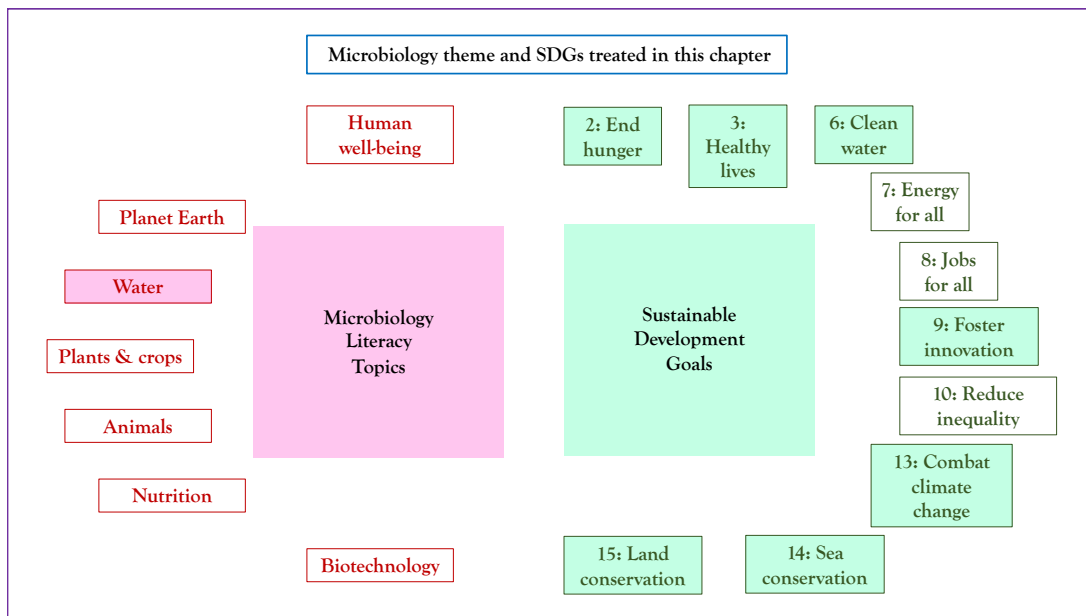 Microbiology theme and SDGs treated in this chapter
Human
well-being
Planet Earth
Water
Plants & crops
Animals
Nutrition
Biotechnology
Microbiology
Literacy
Topics
Sustainable
Development
Goals
2: End
hunger
3:
Healthy
lives
6: Clean
water
7: Energy
for all
8: Jobs
for all
9: Foster
innovation
10: Reduce
inequality
13: Combat
climate
change
14: Sea
conservation
15: Land
conservation